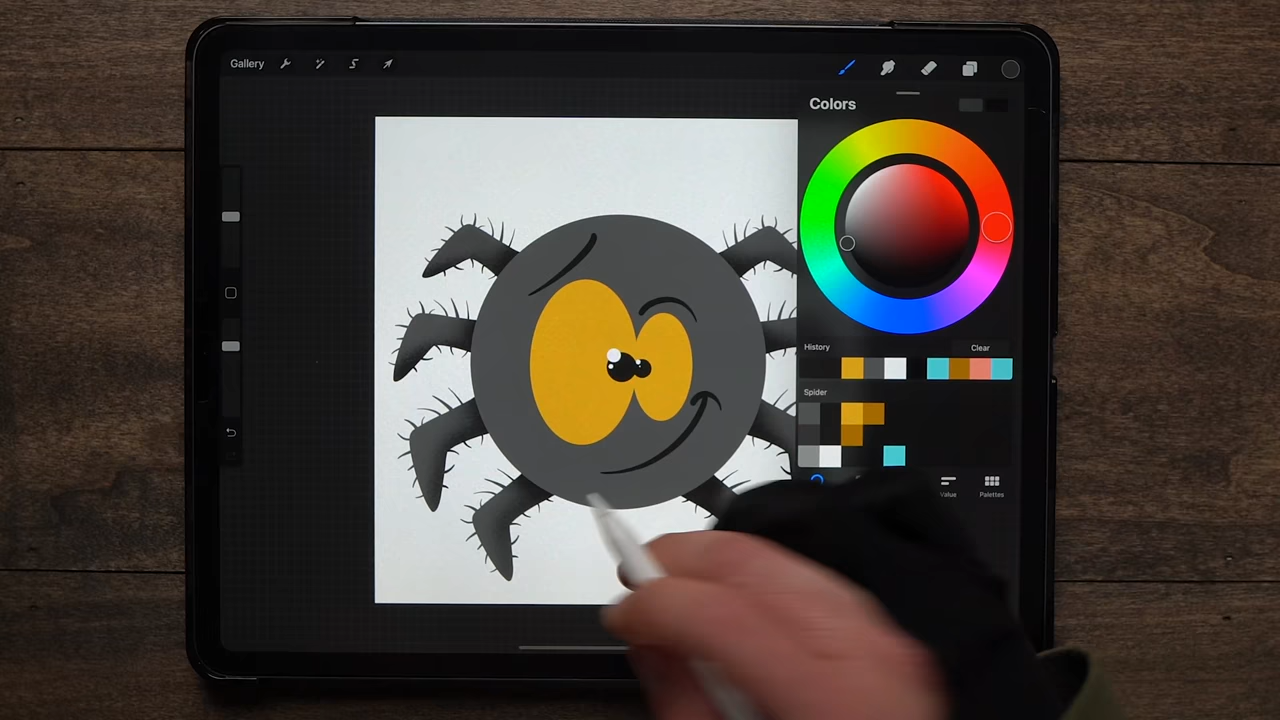 Gallery
Colors
History
Clear
Spider
Value
Palettes